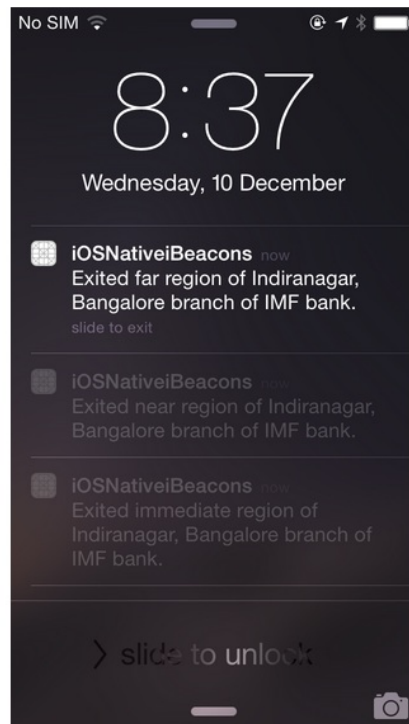 No SIM
8:37
Wednesday, 10 December
iOSNativeiBeacons now
Exited far region of Indiranagar,
Bangalore branch of IMF bank.
slide to exit
iOSNativeiBeacons now
Exited near region of Indiranagar,
Bangalore branch of IMF bank.
iOSNativeiBeacons now
Exited immediate region of
Indiranagar, Bangalore branch of
IMF bank.
slide to unlock